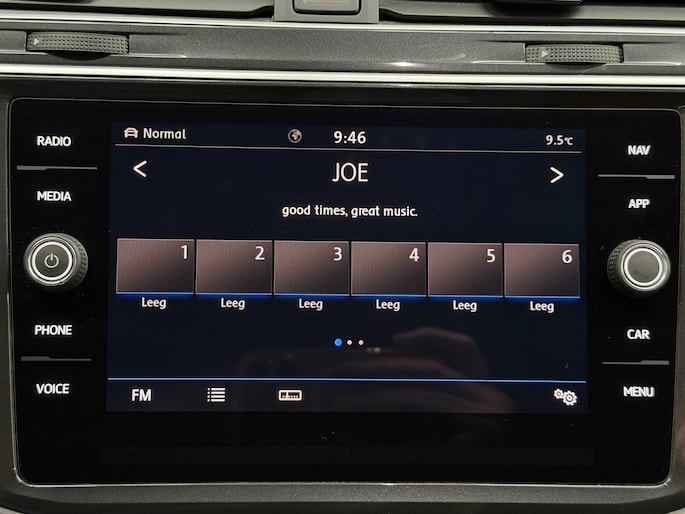 RADIO
MEDIA
PHONE
VOICE
Normal
9:46
9.5°C
< JOE >
good times, great music.
1 2 3 4 5 6
Leeg Leeg Leeg Leeg Leeg Leeg
FM
NAV
APP
CAR
MENU